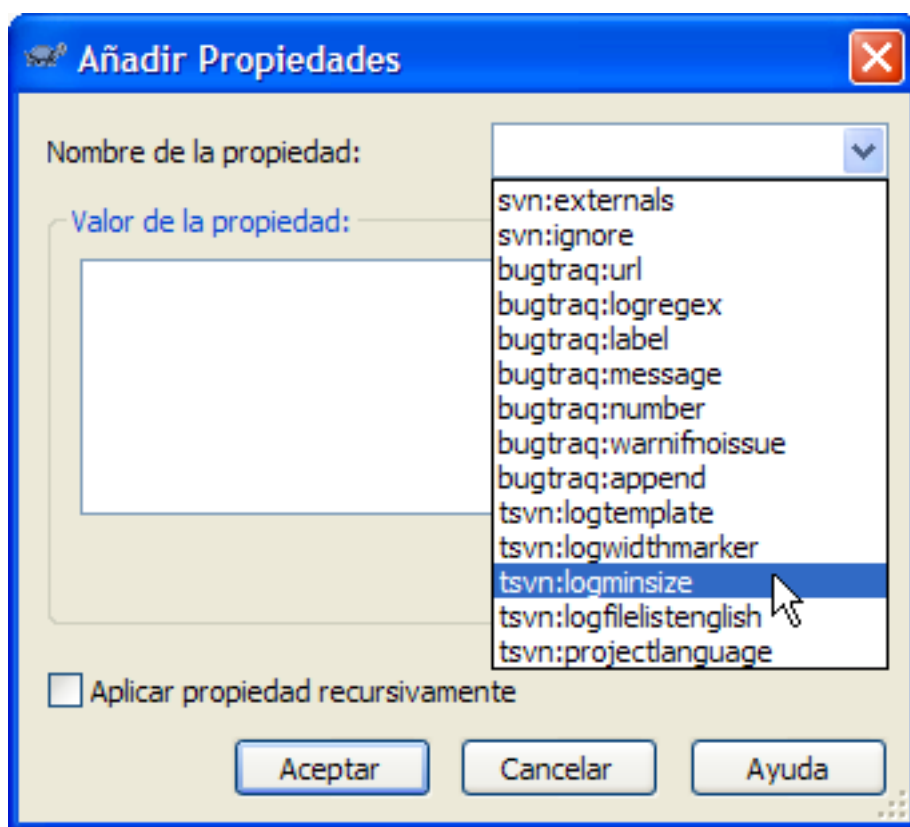 Añadir Propiedades
Nombre de la propiedad:
Valor de la propiedad:
svn:externals
svn:ignore
bugtraq:url
bugtraq:logregex
bugtraq:label
bugtraq:message
bugtraq:number
bugtraq:warnifnoissue
bugtraq:append
tsvn:logtemplate
tsvn:logwidthmarker
tsvn:logminsize
tsvn:logfilelistenglish
tsvn:projectlanguage
Aplicar propiedad recursivamente
Aceptar Cancelar Ayuda